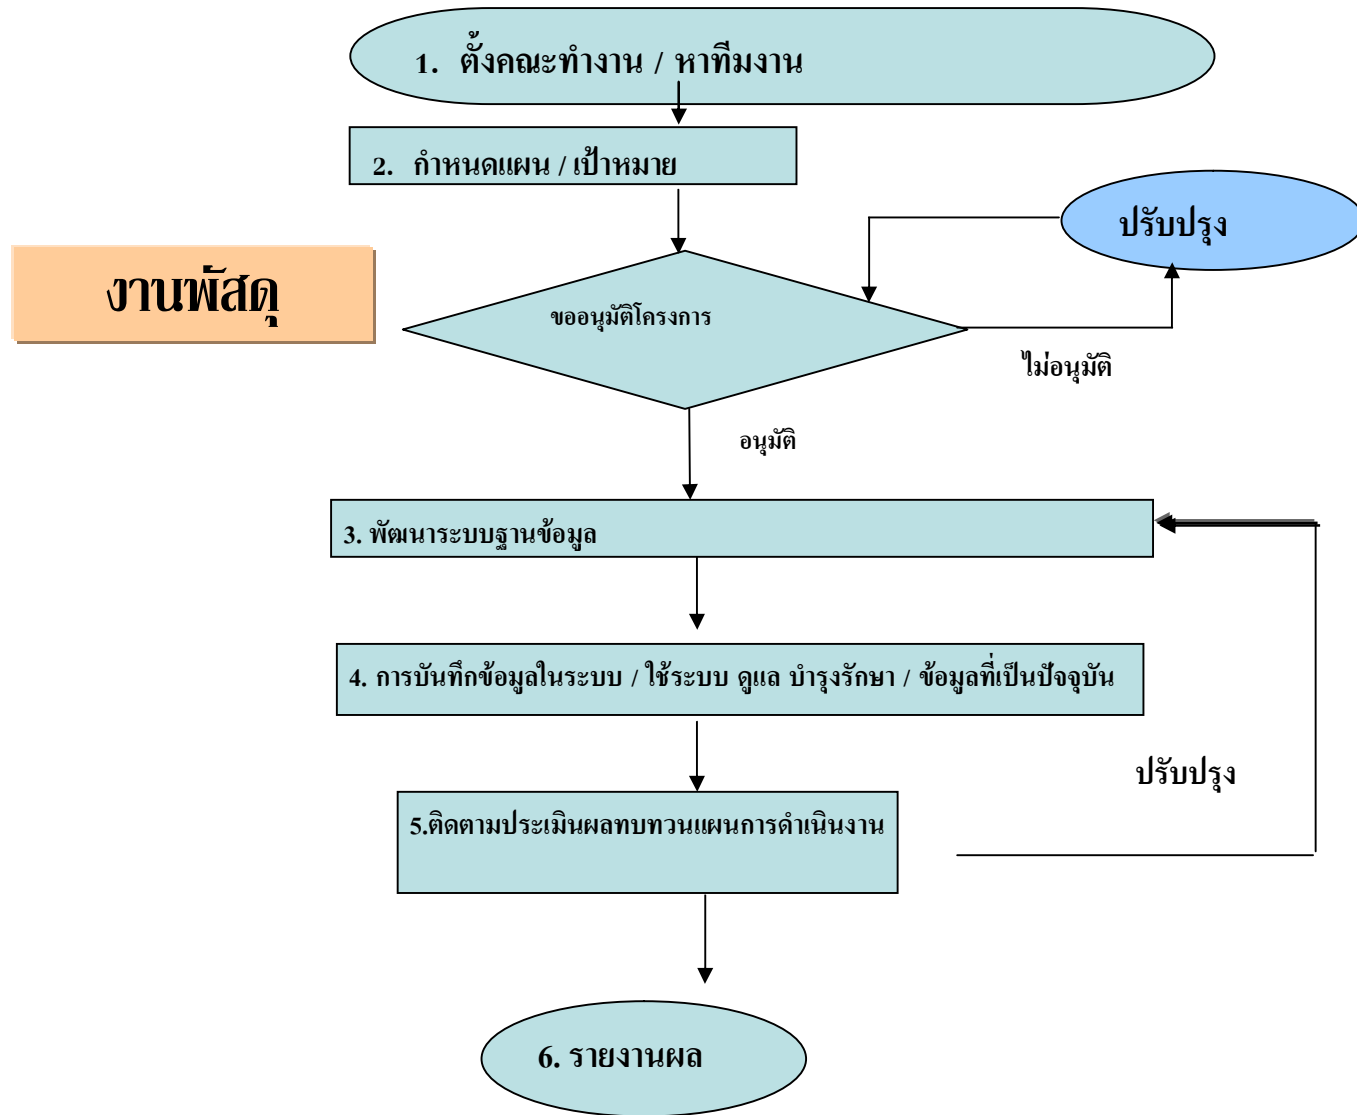 1. ตั้งคณะทำงาน / หาทีมงาน
2. กำหนดแผน / เป้าหมาย
ปรับปรุง
งานพัสดุ
ขออนุมัติโครงการ
ไม่อนุมัติ
อนุมัติ
3. พัฒนาระบบฐานข้อมูล
4. การบันทึกข้อมูลในระบบ / ใช้ระบบ ดูแล บำรุงรักษา / ข้อมูลที่เป็นปัจจุบัน
ปรับปรุง
5.ติดตามประเมินผลทบทวนแผนการดำเนินงาน
6. รายงานผล